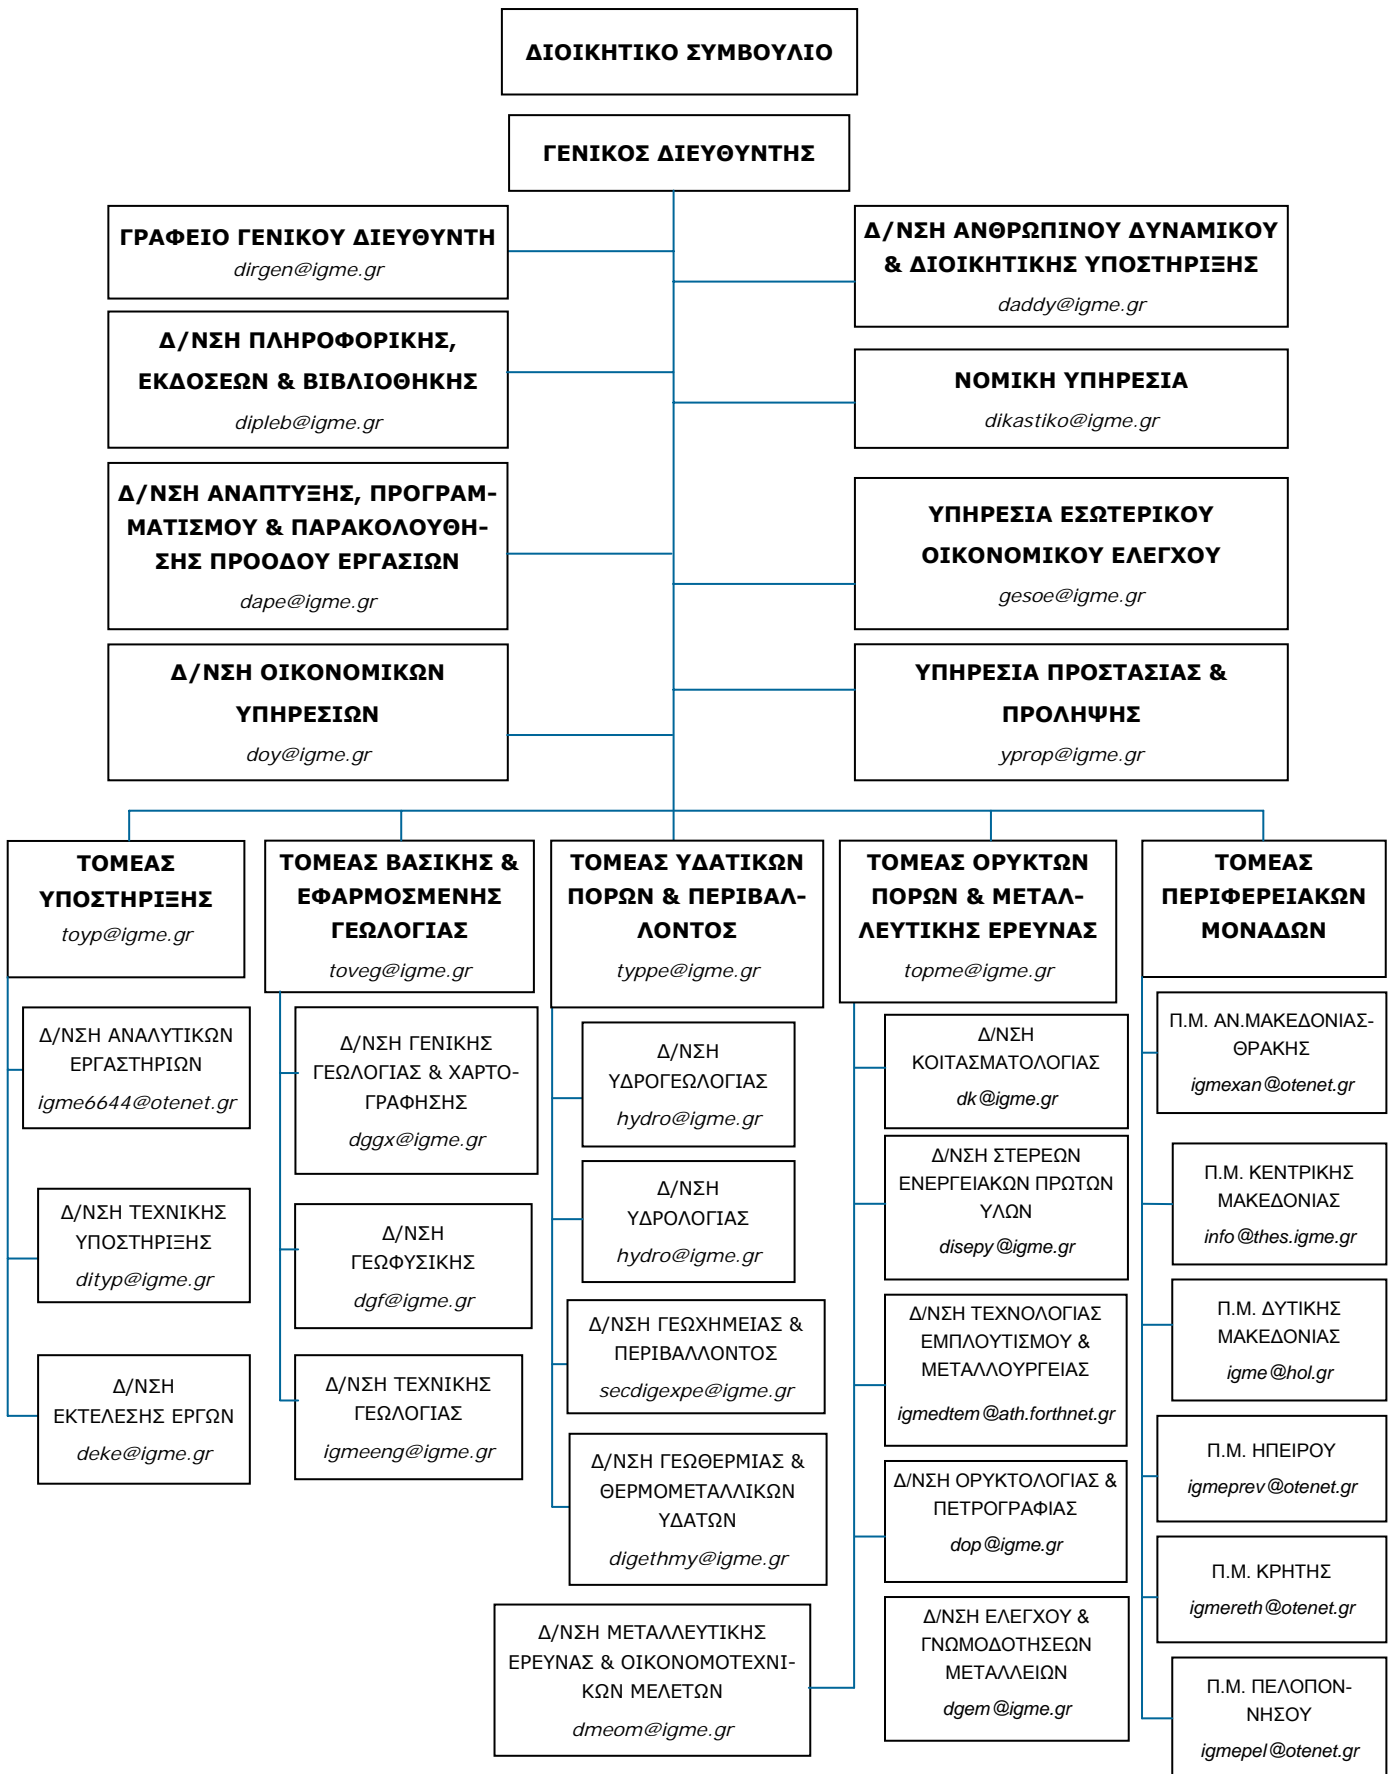 ΔΙΟΙΚΗΤΙΚΟ ΣΥΜΒΟΥΛΙΟ
ΓΕΝΙΚΟΣ ΔΙΕΥΘΥΝΤΗΣ
ΓΡΑΦΕΙΟ ΓΕΝΙΚΟΥ ΔΙΕΥΘΥΝΤΗ
dirgen@igme.gr
Δ/ΝΣΗ ΑΝΘΡΩΠΙΝΟΥ ΔΥΝΑΜΙΚΟΥ
& ΔΙΟΙΚΗΤΙΚΗΣ ΥΠΟΣΤΗΡΙΞΗΣ
daddy@igme.gr
Δ/ΝΣΗ ΠΛΗΡΟΦΟΡΙΚΗΣ,
ΕΚΔΟΣΕΩΝ & ΒΙΒΛΙΟΘΗΚΗΣ
dipleb@igme.gr
ΝΟΜΙΚΗ ΥΠΗΡΕΣΙΑ
dikastiko@igme.gr
Δ/ΝΣΗ ΑΝΑΠΤΥΞΗΣ, ΠΡΟΓΡΑΜ-
ΜΑΤΙΣΜΟΥ & ΠΑΡΑΚΟΛΟΥΘΗ-
ΣΗΣ ΠΡΟΟΔΟΥ ΕΡΓΑΣΙΩΝ
dape@igme.gr
ΥΠΗΡΕΣΙΑ ΕΣΩΤΕΡΙΚΟΥ
ΟΙΚΟΝΟΜΙΚΟΥ ΕΛΕΓΧΟΥ
gesoe@igme.gr
Δ/ΝΣΗ ΟΙΚΟΝΟΜΙΚΩΝ
ΥΠΗΡΕΣΙΩΝ
doy@igme.gr
ΥΠΗΡΕΣΙΑ ΠΡΟΣΤΑΣΙΑΣ &
ΠΡΟΛΗΨΗΣ
yprop@igme.gr
ΤΟΜΕΑΣ
ΥΠΟΣΤΗΡΙΞΗΣ
toyp@igme.gr
Δ/ΝΣΗ ΑΝΑΛΥΤΙΚΩΝ
ΕΡΓΑΣΤΗΡΙΩΝ
igme6644@otenet.gr
Δ/ΝΣΗ ΤΕΧΝΙΚΗΣ
ΥΠΟΣΤΗΡΙΞΗΣ
dityp@igme.gr
Δ/ΝΣΗ
ΕΚΤΕΛΕΣΗΣ ΕΡΓΩΝ
deke@igme.gr
ΤΟΜΕΑΣ ΒΑΣΙΚΗΣ &
ΕΦΑΡΜΟΣΜΕΝΗΣ
ΓΕΩΛΟΓΙΑΣ
toveg@igme.gr
Δ/ΝΣΗ ΓΕΝΙΚΗΣ
ΓΕΩΛΟΓΙΑΣ & ΧΑΡΤΟ-
ΓΡΑΦΗΣΗΣ
dggx@igme.gr
Δ/ΝΣΗ
ΓΕΩΦΥΣΙΚΗΣ
dgf@igme.gr
Δ/ΝΣΗ ΤΕΧΝΙΚΗΣ
ΓΕΩΛΟΓΙΑΣ
igmeeng@igme.gr
ΤΟΜΕΑΣ ΥΔΑΤΙΚΩΝ
ΠΟΡΩΝ & ΠΕΡΙΒΑΛ-
ΛΟΝΤΟΣ
typpe@igme.gr
Δ/ΝΣΗ
ΥΔΡΟΓΕΩΛΟΓΙΑΣ
hydro@igme.gr
Δ/ΝΣΗ
ΥΔΡΟΛΟΓΙΑΣ
hydro@igme.gr
Δ/ΝΣΗ ΓΕΩΧΗΜΕΙΑΣ &
ΠΕΡΙΒΑΛΛΟΝΤΟΣ
secdigexpe@igme.gr
Δ/ΝΣΗ ΓΕΩΘΕΡΜΙΑΣ &
ΘΕΡΜΟΜΕΤΑΛΛΙΚΩΝ
ΥΔΑΤΩΝ
digethmy@igme.gr
Δ/ΝΣΗ ΜΕΤΑΛΛΕΥΤΙΚΗΣ
ΕΡΕΥΝΑΣ & ΟΙΚΟΝΟΜΟΤΕΧΝΙ-
ΚΩΝ ΜΕΛΕΤΩΝ
dmeom@igme.gr
ΤΟΜΕΑΣ ΟΡΥΚΤΩΝ
ΠΟΡΩΝ & ΜΕΤΑΛ-
ΛΕΥΤΙΚΗΣ ΕΡΕΥΝΑΣ
topme@igme.gr
Δ/ΝΣΗ
ΚΟΙΤΑΣΜΑΤΟΛΟΓΙΑΣ
dk@igme.gr
Δ/ΝΣΗ ΣΤΕΡΕΩΝ
ΕΝΕΡΓΕΙΑΚΩΝ ΠΡΩΤΩΝ
ΥΛΩΝ
disepy@igme.gr
Δ/ΝΣΗ ΤΕΧΝΟΛΟΓΙΑΣ
ΕΜΠΛΟΥΤΙΣΜΟΥ &
ΜΕΤΑΛΛΟΥΡΓΕΙΑΣ
igmedtem@ath.forthnet.gr
Δ/ΝΣΗ ΟΡΥΚΤΟΛΟΓΙΑΣ &
ΠΕΤΡΟΓΡΑΦΙΑΣ
dop@igme.gr
Δ/ΝΣΗ ΕΛΕΓΧΟΥ &
ΓΝΩΜΟΔΟΤΗΣΕΩΝ
ΜΕΤΑΛΛΕΙΩΝ
dgem@igme.gr
ΤΟΜΕΑΣ
ΠΕΡΙΦΕΡΕΙΑΚΩΝ
ΜΟΝΑΔΩΝ
Π.Μ. ΑΝ.ΜΑΚΕΔΟΝΙΑΣ-
ΘΡΑΚΗΣ
igmexan@otenet.gr
Π.Μ. ΚΕΝΤΡΙΚΗΣ
ΜΑΚΕΔΟΝΙΑΣ
info@thes.igme.gr
Π.Μ. ΔΥΤΙΚΗΣ
ΜΑΚΕΔΟΝΙΑΣ
igme@hol.gr
Π.Μ. ΗΠΕΙΡΟΥ
igmeprev@otenet.gr
Π.Μ. ΚΡΗΤΗΣ
igmereth@otenet.gr
Π.Μ. ΠΕΛΟΠΟΝ-
ΝΗΣΟΥ
igmepel@otenet.gr